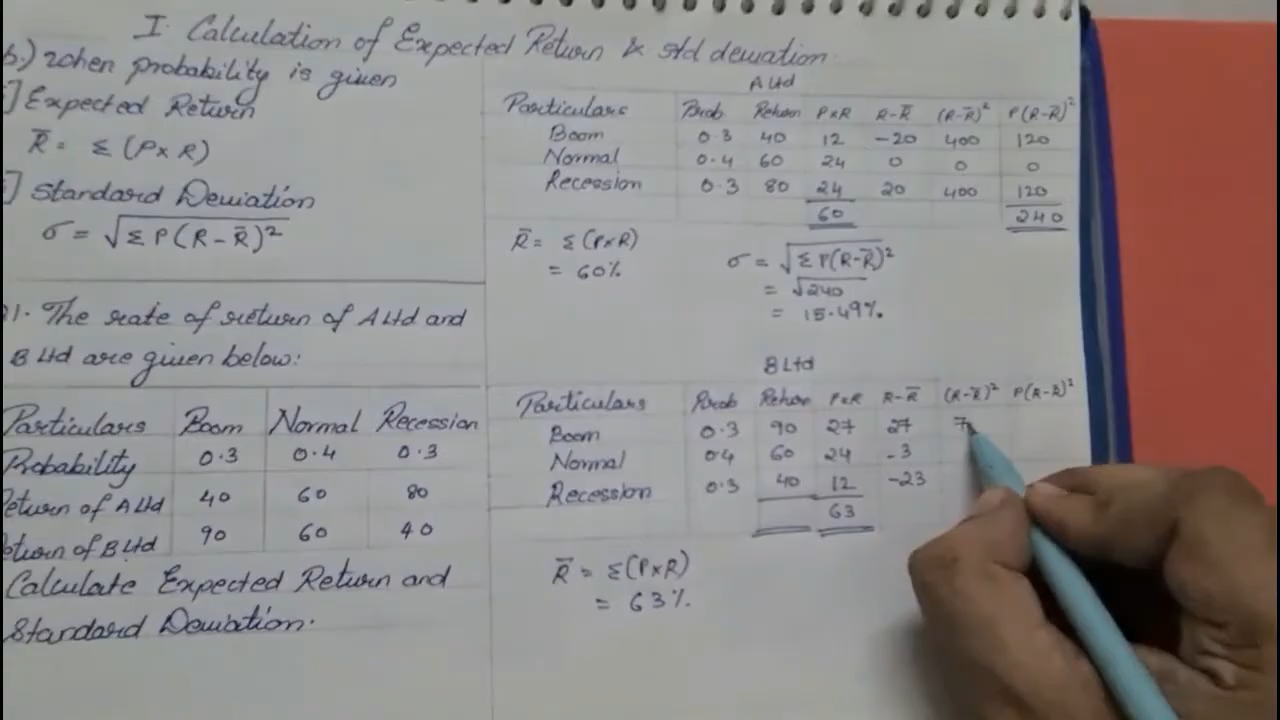 I. Calculation of Expected Return & Std deviation
b.) When probability is given
] Expected Return
R̄ = Σ (P×R)
] Standard Deviation
σ = √Σ P(R-R̄)²
1. The rate of return of A Ltd and
B Ltd are given below:
Particulars Boom Normal Recession
Probability 0.3 0.4 0.3
Return of A Ltd 40 60 80
Return of B Ltd 90 60 40
Calculate Expected Return and
Standard Deviation.
A Ltd
Particulars Prob Return P×R R-R̄ (R-R̄)² P(R-R̄)²
Boom 0.3 40 12 -20 400 120
Normal 0.4 60 24 0 0 0
Recession 0.3 80 24 20 400 120
60 240
R̄ = Σ (P×R)
= 60%
σ = √Σ P(R-R̄)²
= √240
= 15.49%
B Ltd
Particulars Prob Return P×R R-R̄ (R-R̄)² P(R-R̄)²
Boom 0.3 90 27 27 7
Normal 0.4 60 24 -3
Recession 0.3 40 12 -23
63
R̄ = Σ(P×R)
= 63%